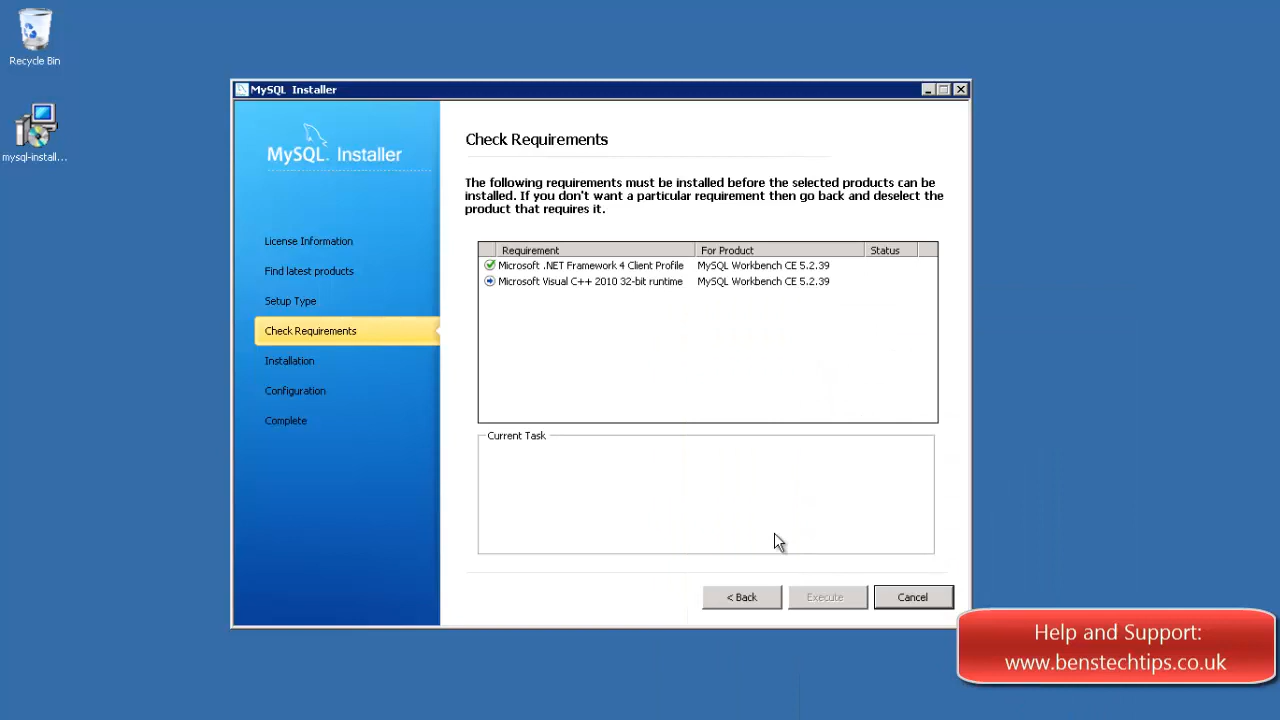 Recycle Bin
mysql-install...
MySQL Installer
MySQL. Installer
License Information
Find latest products
Setup Type
Check Requirements
Installation
Configuration
Complete
Check Requirements
The following requirements must be installed before the selected products can be
installed. If you don't want a particular requirement then go back and deselect the
product that requires it.
Requirement For Product Status
Microsoft .NET Framework 4 Client Profile MySQL Workbench CE 5.2.39
Microsoft Visual C++ 2010 32-bit runtime MySQL Workbench CE 5.2.39
Current Task
< Back Execute Cancel
Help and Support:
www.benstechtips.co.uk